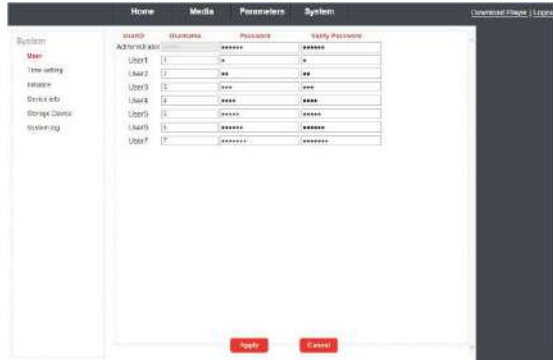 Home Media Parameters System Download Player | Logout
System
User
Time setting
Initialize
Device info
Storage Device
System log
UserID Username Password Verify Password
Administrator •••••• ••••••
User1 1 • •
User2 2 •• ••
User3 3 ••• •••
User4 4 •••• ••••
User5 5 ••••• •••••
User6 6 •••••• ••••••
User7 7 ••••••• •••••••
Apply Cancel